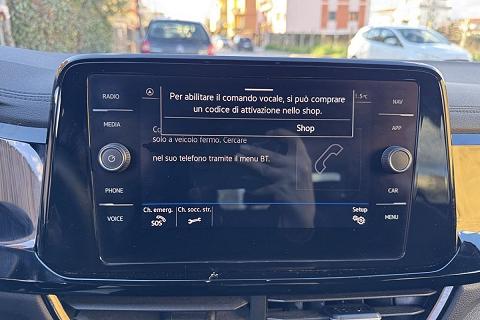 RADIO
MEDIA
PHONE
VOICE
Per abilitare il comando vocale, si può comprare
un codice di attivazione nello shop.
Shop
1.5°C
solo a veicolo fermo. Cercare
nel suo telefono tramite il menu BT.
Ch. emerg.
SOS
Ch. socc. str.
Setup
NAV
APP
CAR
MENU